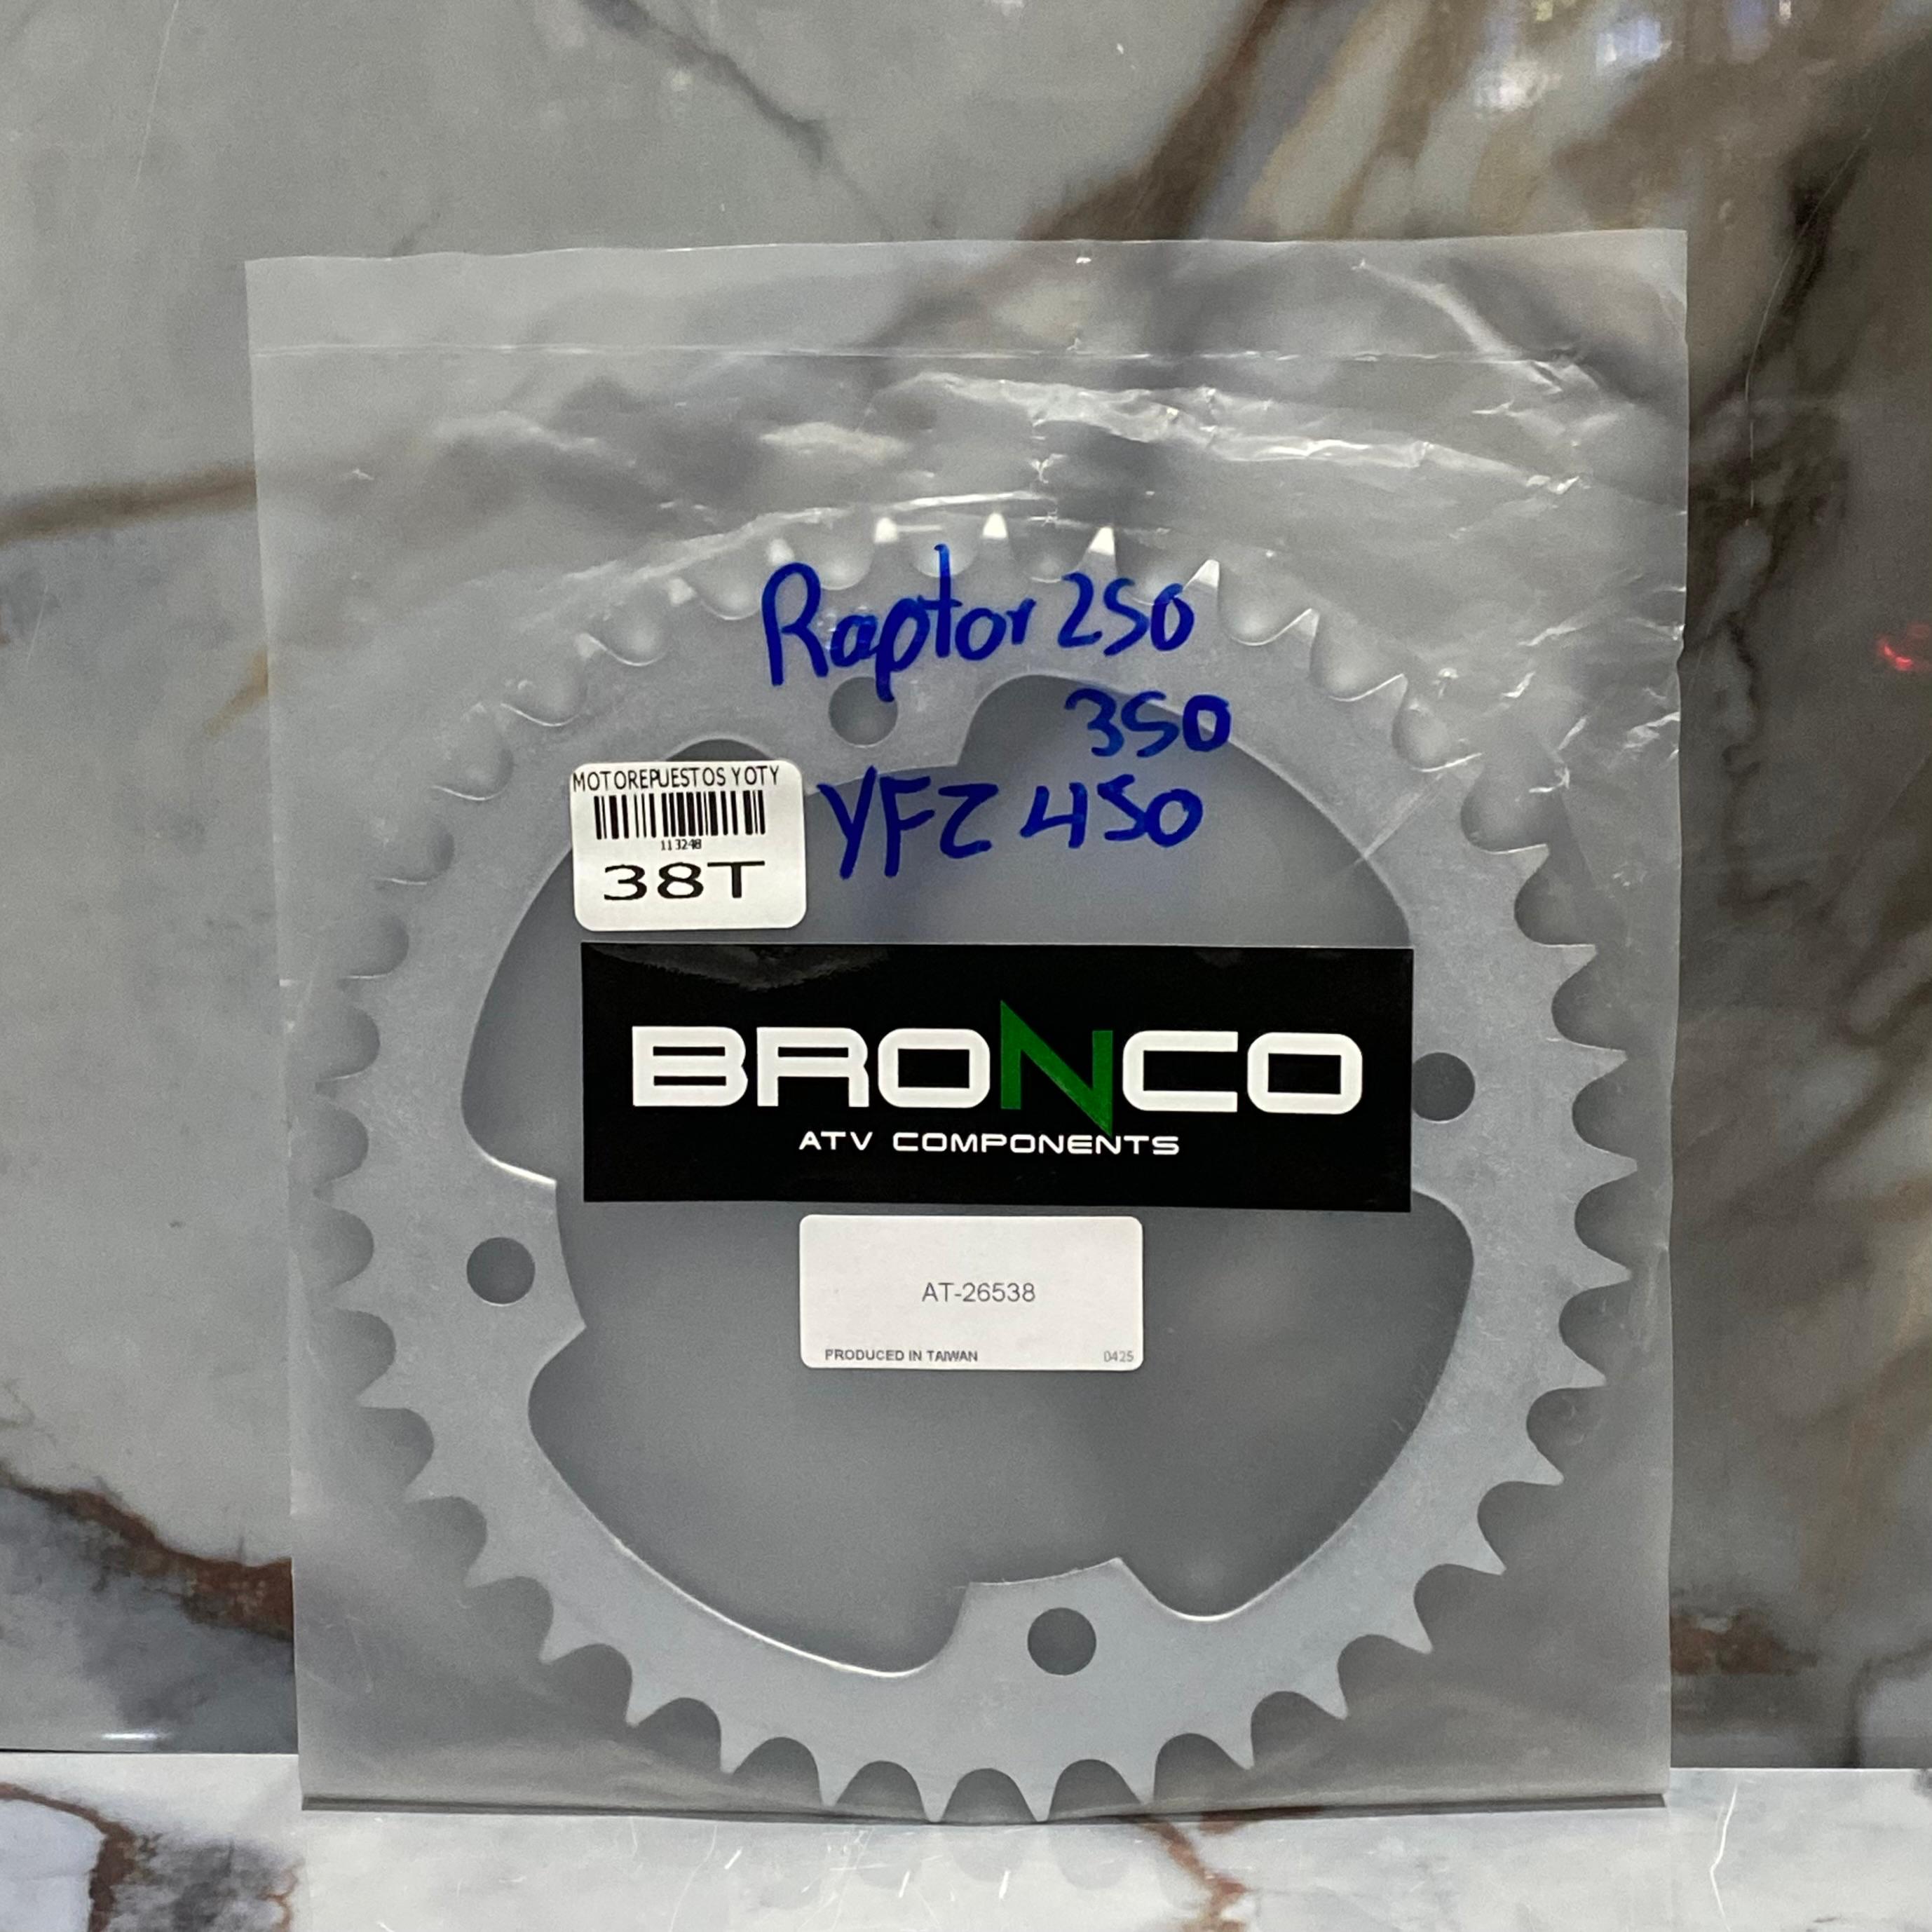 Raptor 250
350
YFZ 450
MOTOREPUESTOS YOTY
113248
38T
BRONCO
ATV COMPONENTS
AT-26538
PRODUCED IN TAIWAN 0425